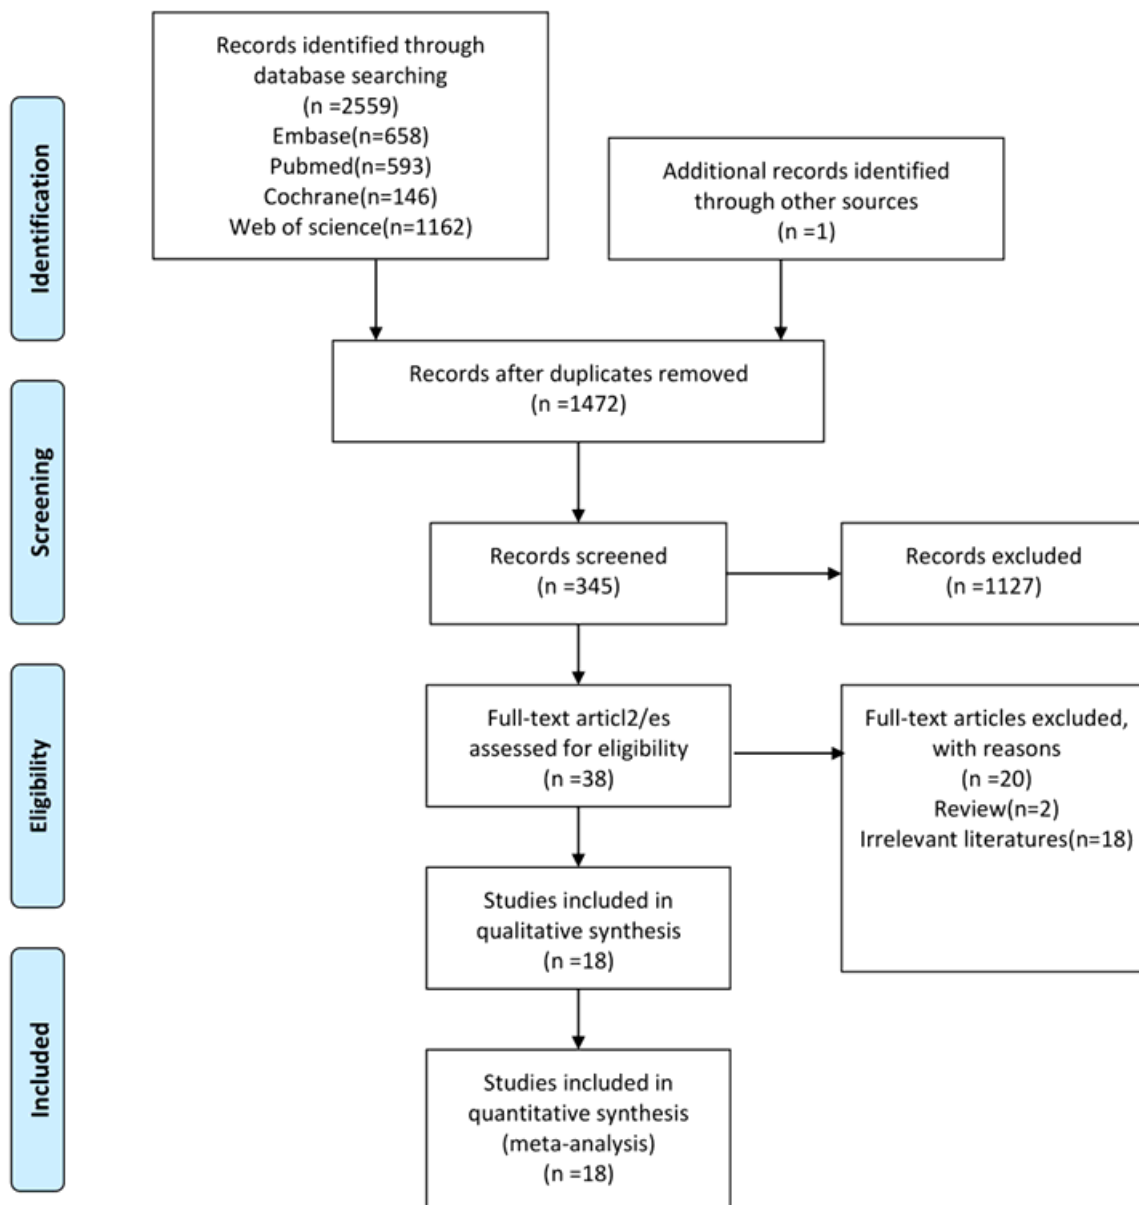 Identification
Records identified through
database searching
(n =2559)
Embase(n=658)
Pubmed(n=593)
Cochrane(n=146)
Web of science(n=1162)
Additional records identified
through other sources
(n =1)
Records after duplicates removed
(n =1472)
Screening
Records screened
(n =345)
Records excluded
(n =1127)
Eligibility
Full-text articl2/es
assessed for eligibility
(n =38)
Full-text articles excluded,
with reasons
(n =20)
Review(n=2)
Irrelevant literatures(n=18)
Studies included in
qualitative synthesis
(n =18)
Included
Studies included in
quantitative synthesis
(meta-analysis)
(n =18)